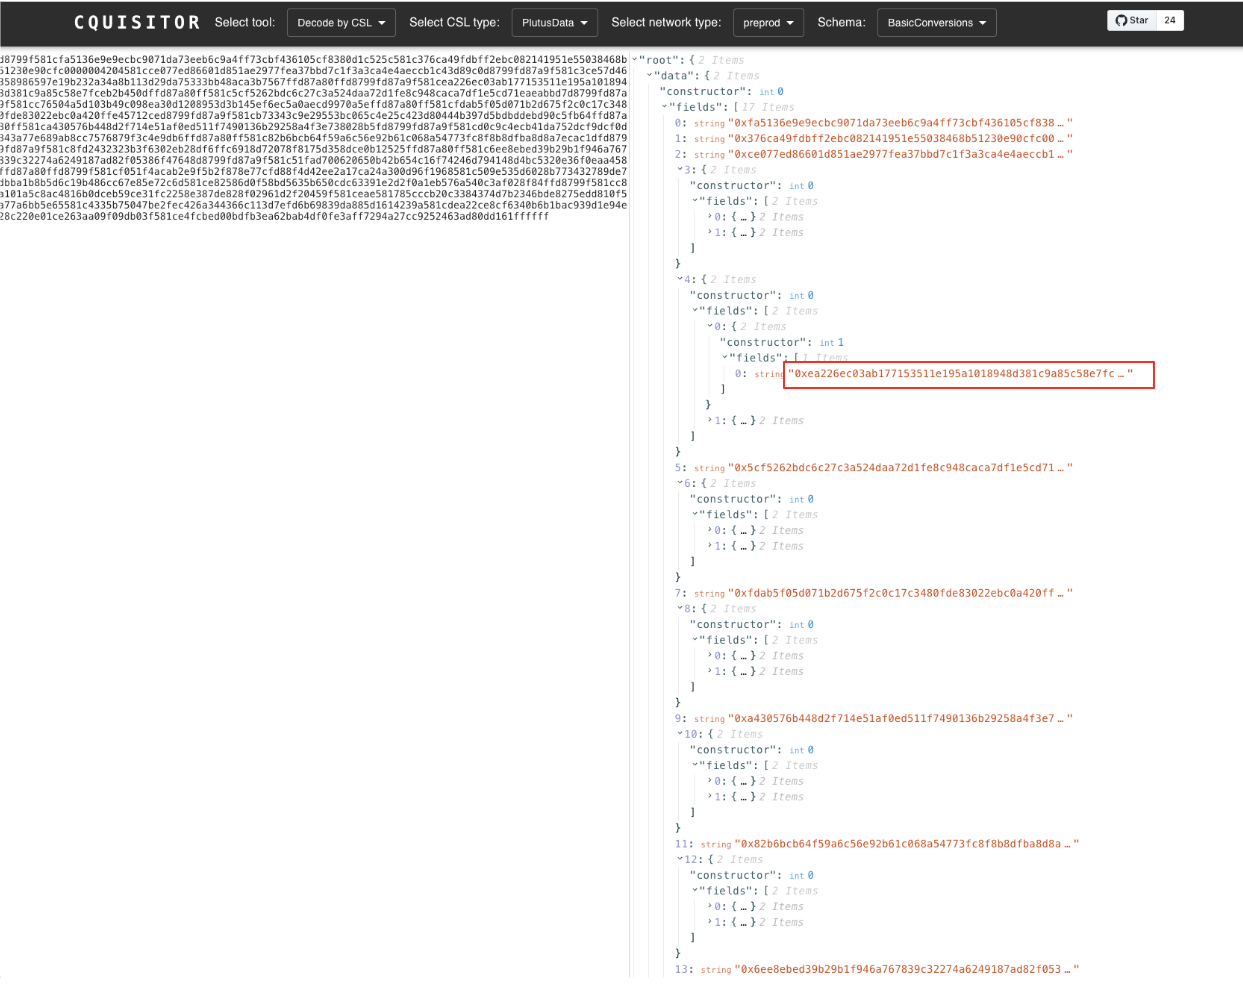 CQUISITOR Select tool: Decode by CSL Select CSL type: PlutusData Select network type: preprod Schema: BasicConversions Star 24
d8799f581cfa5136e9e9ecbc9071da73eeb6c9a4ff73cbf436105cf8380d1c525c581c376ca49fdbff2ebc082141951e55038468b
51230e90cfc0000004204581cce077ed86601d851ae2977fea37bbd7c1f3a3ca4e4aeccb1c43d89c0d8799fd87a9f581c3ce57d46
358986597e19b232a34a8b113d29da75333bb48aca3b7567ffd87a80ffd8799fd87a9f581cea226ec03ab177153511e195a101894
8d381c9a85c58e7fceb2b450dffd87a80ff581c5cf5262bdc6c27c3a524daa72d1fe8c948caca7df1e5cd71eaeabbd7d8799fd87a
9f581cc76504a5d103b49c098ea30d1208953d3b145ef6ec5a0aecd9970a5effd87a80ff581cfdab5f05d071b2d675f2c0c17c348
0fde83022ebc0a420ffe45712ced8799fd87a9f581cb73343c9e29553bc065c4e25c423d80444b397d5bdbddebd90c5fb64ffd87a
80ff581ca430576b448d2f714e51af0ed511f7490136b29258a4f3e738028b5fd8799fd87a9f581cd0c9c4ecb41da752dcf9dcf0d
343a77e689ab8cc7576879f3c4e9db6ffd87a80ff581c82b6bcb64f59a6c56e92b61c068a54773fc8f8b8dfba8d8a7ecac1dfd879
9fd87a9f581c8fd2432323b3f6302eb28df6ffc6918d72078f8175d358dce0b12525ffd87a80ff581c6ee8ebed39b29b1f946a767
839c32274a6249187ad82f05386f47648d8799fd87a9f581c51fad700620650b42b654c16f74246d794148d4bc5320e36f0eaa458
ffd87a80ffd8799f581cf051f4acab2e9f5b2f878e77cfd88f4d42ee2a17ca24a300d96f1968581c509e535d6028b773432789de7
dbba1b8b5d6c19b486cc67e85e72c6d581ce82586d0f58bd5635b650cdc63391e2d2f0a1eb576a540c3af028f84ffd8799f581cc8
a101a5c8ac4816b0dceb59ce31fc2258e387de828f02961d2f20459f581ceae581785cccb20c3384374d7b2346bde8275edd810f5
a77a6bb5e65581c4335b75047be2fec426a344366c113d7efd6b69839da885d1614239a581cdea22ce8cf6340b6b1bac939d1e94e
28c220e01ce263aa09f09db03f581ce4fcbed00bdfb3ea62bab4df0fe3aff7294a27cc9252463ad80dd161ffffff
"root": { 2 Items
"data": { 2 Items
"constructor": int 0
"fields": [ 17 Items
0: string "0xfa5136e9e9ecbc9071da73eeb6c9a4ff73cbf436105cf838 … "
1: string "0x376ca49fdbff2ebc082141951e55038468b51230e90cfc00 … "
2: string "0xce077ed86601d851ae2977fea37bbd7c1f3a3ca4e4aeccb1 … "
3: { 2 Items
"constructor": int 0
"fields": [ 2 Items
0: { … } 2 Items
1: { … } 2 Items
]
}
4: { 2 Items
"constructor": int 0
"fields": [ 2 Items
0: { 2 Items
"constructor": int 1
"fields": [ 1 Items
0: string "0xea226ec03ab177153511e195a1018948d381c9a85c58e7fc … "
]
}
1: { … } 2 Items
]
}
5: string "0x5cf5262bdc6c27c3a524daa72d1fe8c948caca7df1e5cd71 … "
6: { 2 Items
"constructor": int 0
"fields": [ 2 Items
0: { … } 2 Items
1: { … } 2 Items
]
}
7: string "0xfdab5f05d071b2d675f2c0c17c3480fde83022ebc0a420ff … "
8: { 2 Items
"constructor": int 0
"fields": [ 2 Items
0: { … } 2 Items
1: { … } 2 Items
]
}
9: string "0xa430576b448d2f714e51af0ed511f7490136b29258a4f3e7 … "
10: { 2 Items
"constructor": int 0
"fields": [ 2 Items
0: { … } 2 Items
1: { … } 2 Items
]
}
11: string "0x82b6bcb64f59a6c56e92b61c068a54773fc8f8b8dfba8d8a … "
12: { 2 Items
"constructor": int 0
"fields": [ 2 Items
0: { … } 2 Items
1: { … } 2 Items
]
}
13: string "0x6ee8ebed39b29b1f946a767839c32274a6249187ad82f053 … "